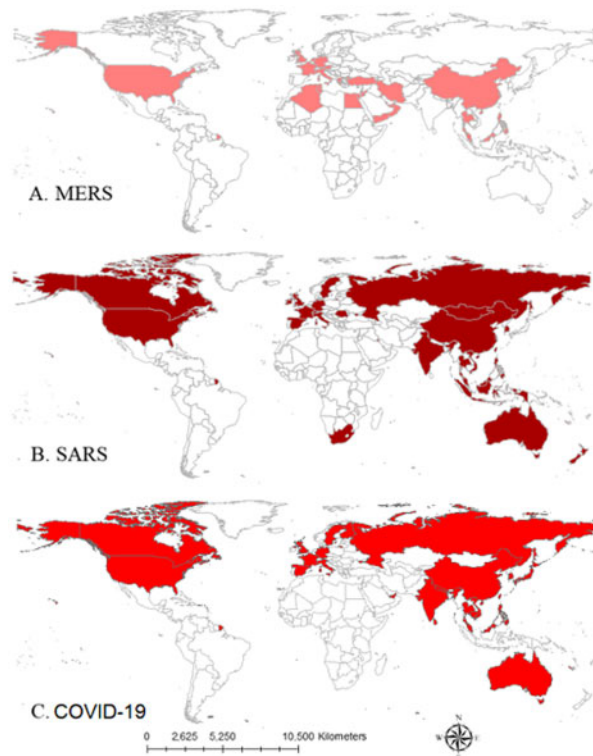 A. MERS
B. SARS
C. COVID-19
0 2,625 5,250 10,500 Kilometers
N
W E
S